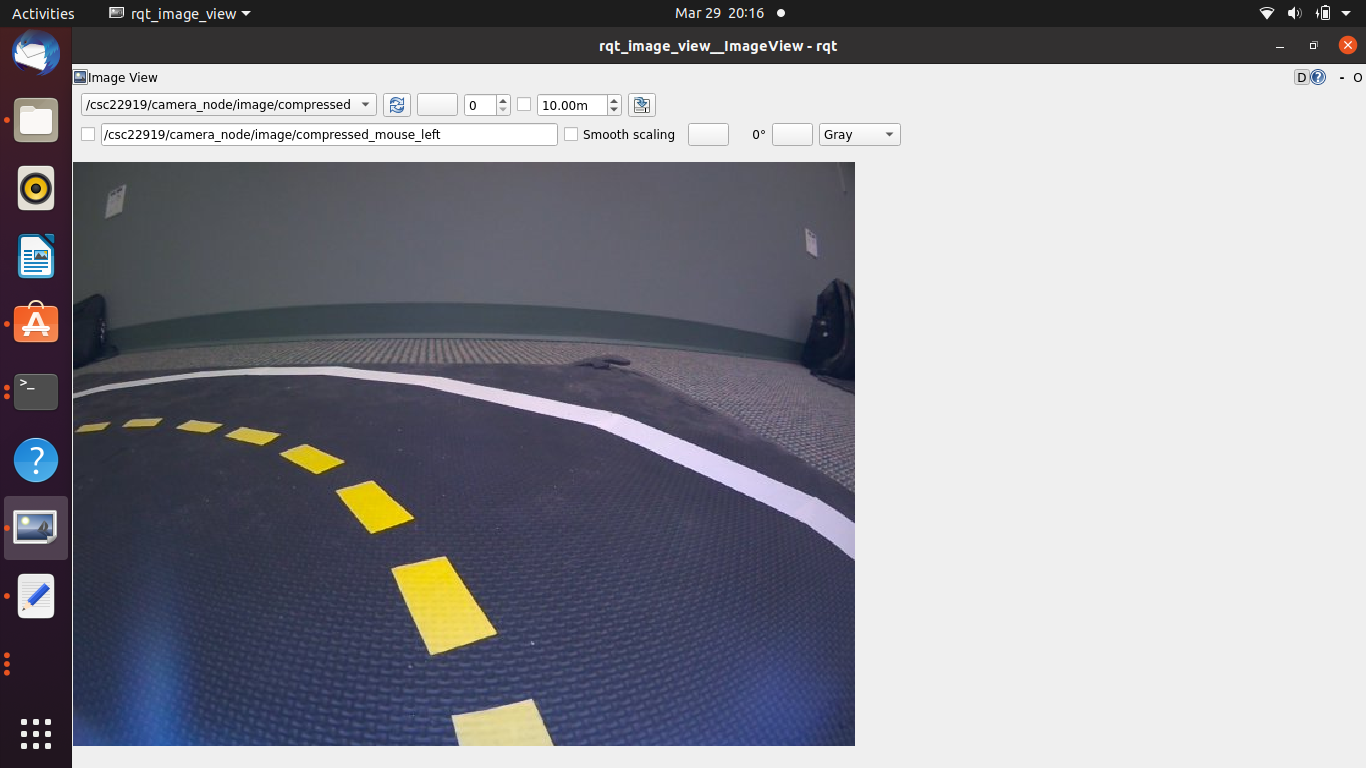 Activities rqt_image_view Mar 29 20:16
rqt_image_view__ImageView - rqt
Image View D ? - O
/csc22919/camera_node/image/compressed 0 10.00m
/csc22919/camera_node/image/compressed_mouse_left Smooth scaling 0° Gray
>_
?